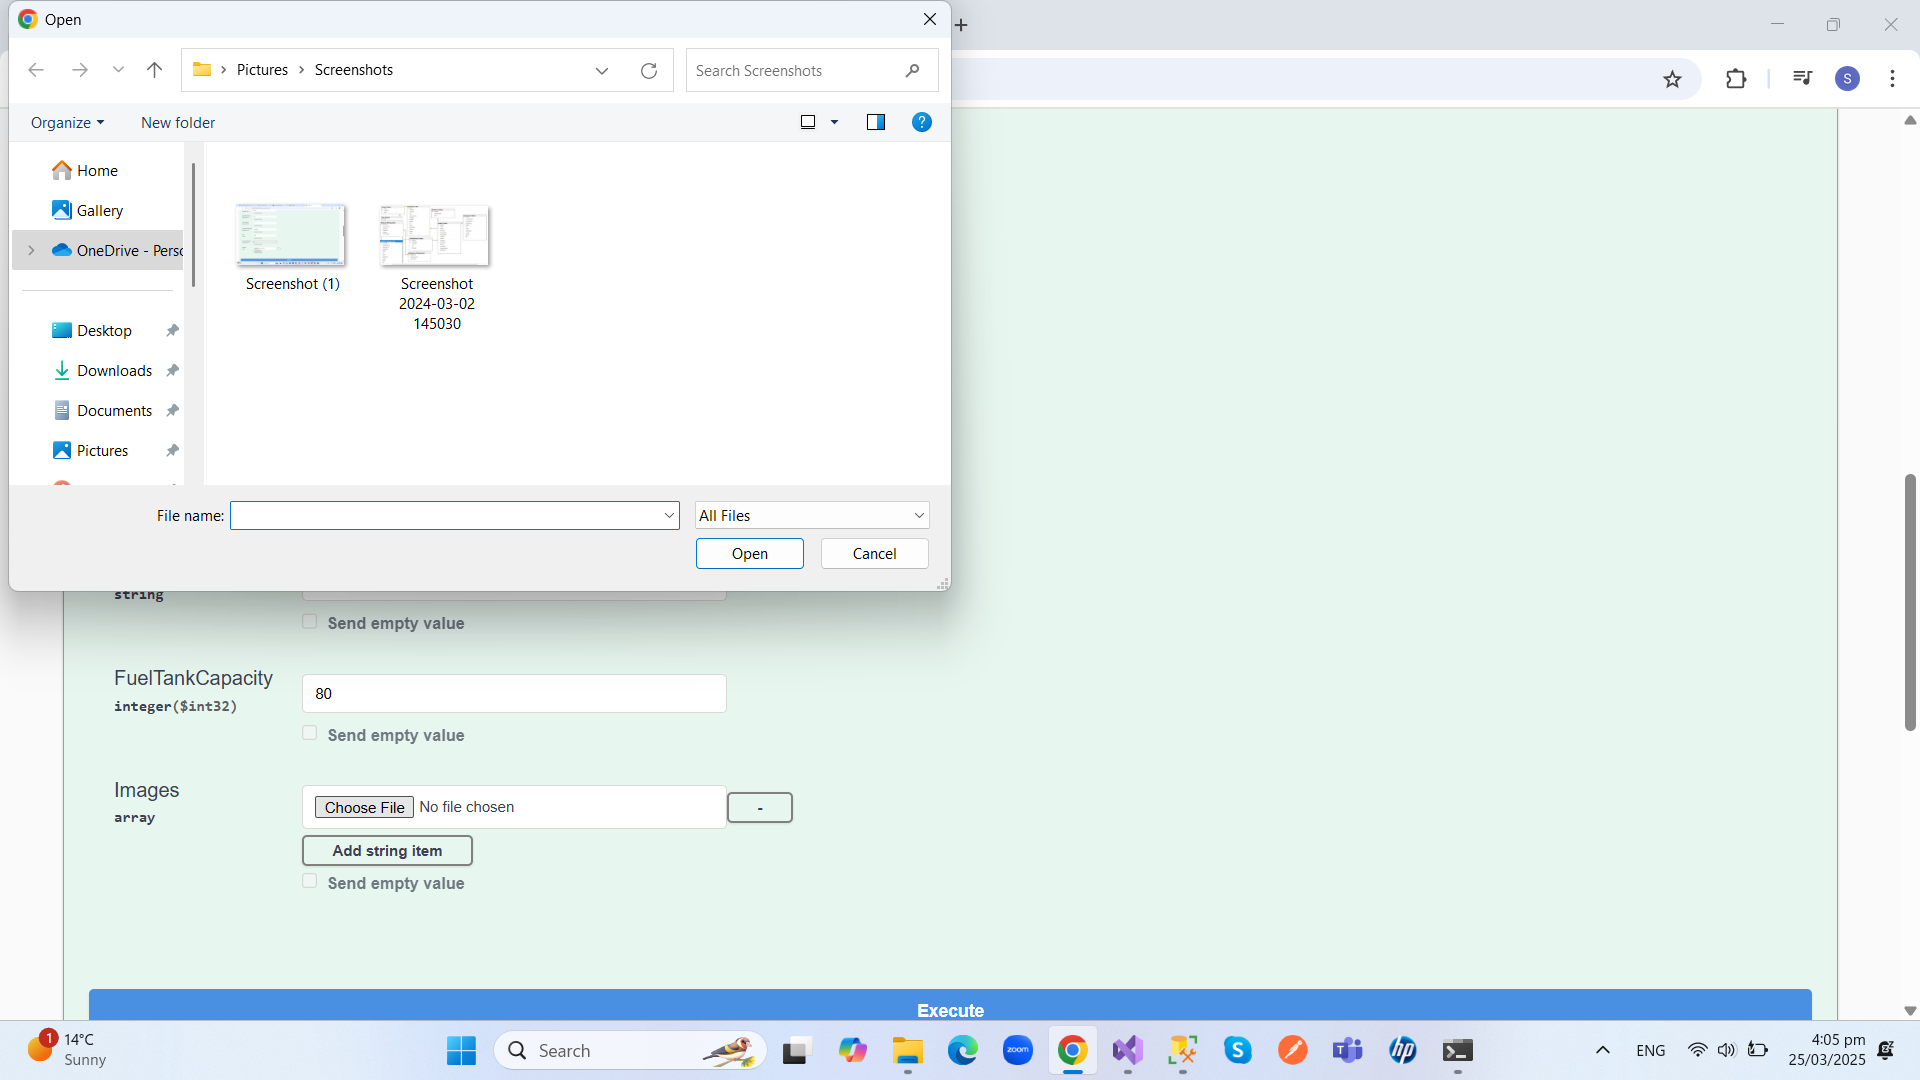 Open
Pictures
Screenshots
Search Screenshots
Organize
New folder
Home
Gallery
OneDrive - Perso
Desktop
Downloads
Documents
Pictures
Screenshot (1)
Screenshot
2024-03-02
145030
File name:
All Files
Open
Cancel
S
string
Send empty value
FuelTankCapacity
integer($int32)
80
Send empty value
Images
array
Choose File
No file chosen
-
Add string item
Send empty value
Execute
1
14°C
Sunny
Search
zoom
hp
ENG
4:05 pm
25/03/2025